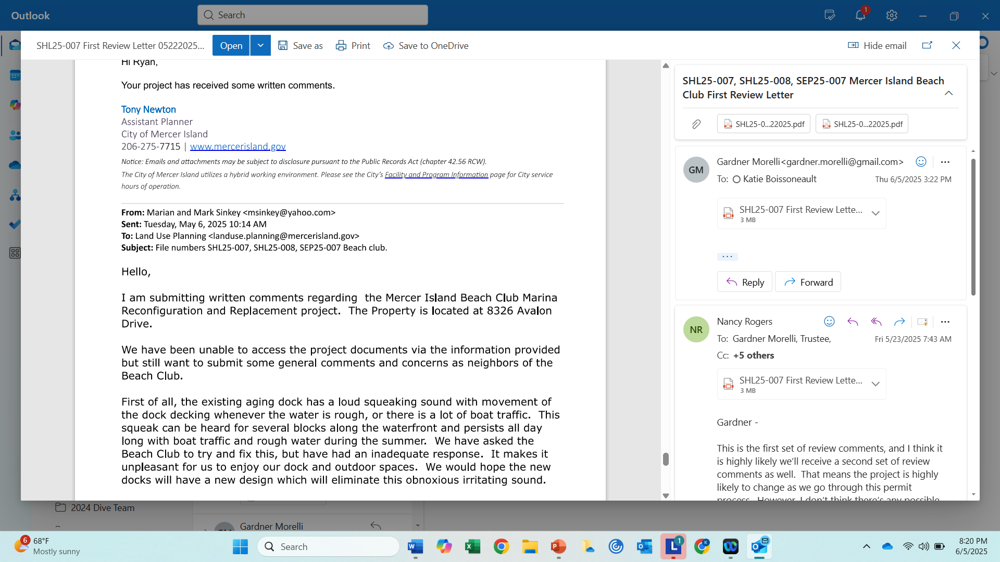 Outlook
Search
1
SHL25-007 First Review Letter 05222025...
Open
Save as
Print
Save to OneDrive
Hide email
Hi Ryan,
Your project has received some written comments.
Tony Newton
Assistant Planner
City of Mercer Island
206-275-7715 | www.mercerisland.gov
Notice: Emails and attachments may be subject to disclosure pursuant to the Public Records Act (chapter 42.56 RCW).
The City of Mercer Island utilizes a hybrid working environment. Please see the City's Facility and Program Information page for City service
hours of operation.
From: Marian and Mark Sinkey <msinkey@yahoo.com>
Sent: Tuesday, May 6, 2025 10:14 AM
To: Land Use Planning <landuse.planning@mercerisland.gov>
Subject: File numbers SHL25-007, SHL25-008, SEP25-007 Beach club.
Hello,
I am submitting written comments regarding  the Mercer Island Beach Club Marina
Reconfiguration and Replacement project.  The Property is located at 8326 Avalon
Drive.
We have been unable to access the project documents via the information provided
but still want to submit some general comments and concerns as neighbors of the
Beach Club.
First of all, the existing aging dock has a loud squeaking sound with movement of
the dock decking whenever the water is rough, or there is a lot of boat traffic.  This
squeak can be heard for several blocks along the waterfront and persists all day
long with boat traffic and rough water during the summer.  We have asked the
Beach Club to try and fix this, but have had an inadequate response.  It makes it
unpleasant for us to enjoy our dock and outdoor spaces.  We would hope the new
docks will have a new design which will eliminate this obnoxious irritating sound.
SHL25-007, SHL25-008, SEP25-007 Mercer Island Beach
Club First Review Letter
SHL25-0...22025.pdf
SHL25-0...22025.pdf
GM
Gardner Morelli<gardner.morelli@gmail.com>
To: Katie Boissoneault
Thu 6/5/2025 3:22 PM
SHL25-007 First Review Lette...
3 MB
...
Reply
Forward
NR
Nancy Rogers
To: Gardner Morelli, Trustee,
Fri 5/23/2025 7:43 AM
Cc: +5 others
SHL25-007 First Review Lette...
3 MB
Gardner -
This is the first set of review comments, and I think it
is highly likely we'll receive a second set of review
comments as well.  That means the project is highly
likely to change as we go through this permit
process.  However, I don't think there's any possible
2024 Dive Team
Gardner Morelli
6
68°F
Mostly sunny
Search
1
8:20 PM
6/5/2025